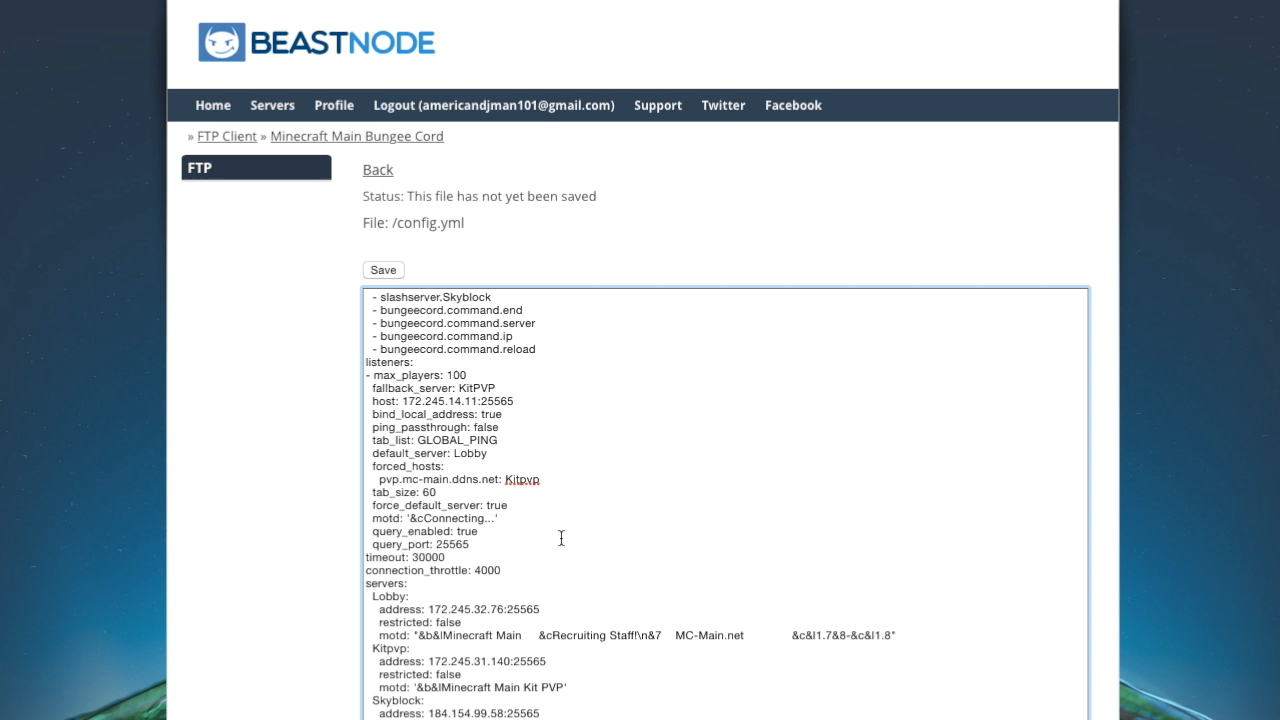 BEASTNODE
Home Servers Profile Logout (americandjman101@gmail.com) Support Twitter Facebook
» FTP Client » Minecraft Main Bungee Cord
FTP
Back
Status: This file has not yet been saved
File: /config.yml
Save
- slashserver.Skyblock
- bungeecord.command.end
- bungeecord.command.server
- bungeecord.command.ip
- bungeecord.command.reload
listeners:
- max_players: 100
fallback_server: KitPVP
host: 172.245.14.11:25565
bind_local_address: true
ping_passthrough: false
tab_list: GLOBAL_PING
default_server: Lobby
forced_hosts:
pvp.mc-main.ddns.net: Kitpvp
tab_size: 60
force_default_server: true
motd: '&cConnecting...'
query_enabled: true
query_port: 25565
timeout: 30000
connection_throttle: 4000
servers:
Lobby:
address: 172.245.32.76:25565
restricted: false
motd: "&b&lMinecraft Main &cRecruiting Staff!\n&7 MC-Main.net &c&l1.7&8-&c&l1.8"
Kitpvp:
address: 172.245.31.140:25565
restricted: false
motd: '&b&lMinecraft Main Kit PVP'
Skyblock:
address: 184.154.99.58:25565